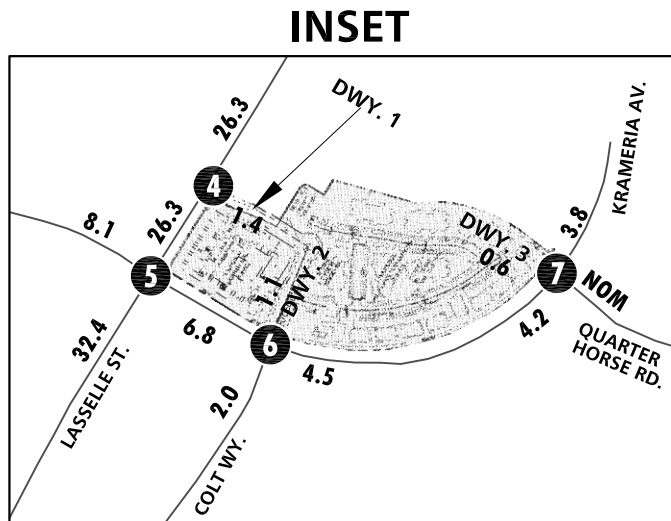 INSET
DWY. 1
26.3
KRAMERIA AV.
4
1.4
8.1
26.3
3.8
DWY. 3
0.6
DWY. 2
1.1
5
7
NOM
32.4
6.8
6
4.2
QUARTER
HORSE RD.
4.5
LASSELLE ST.
2.0
COLT WY.